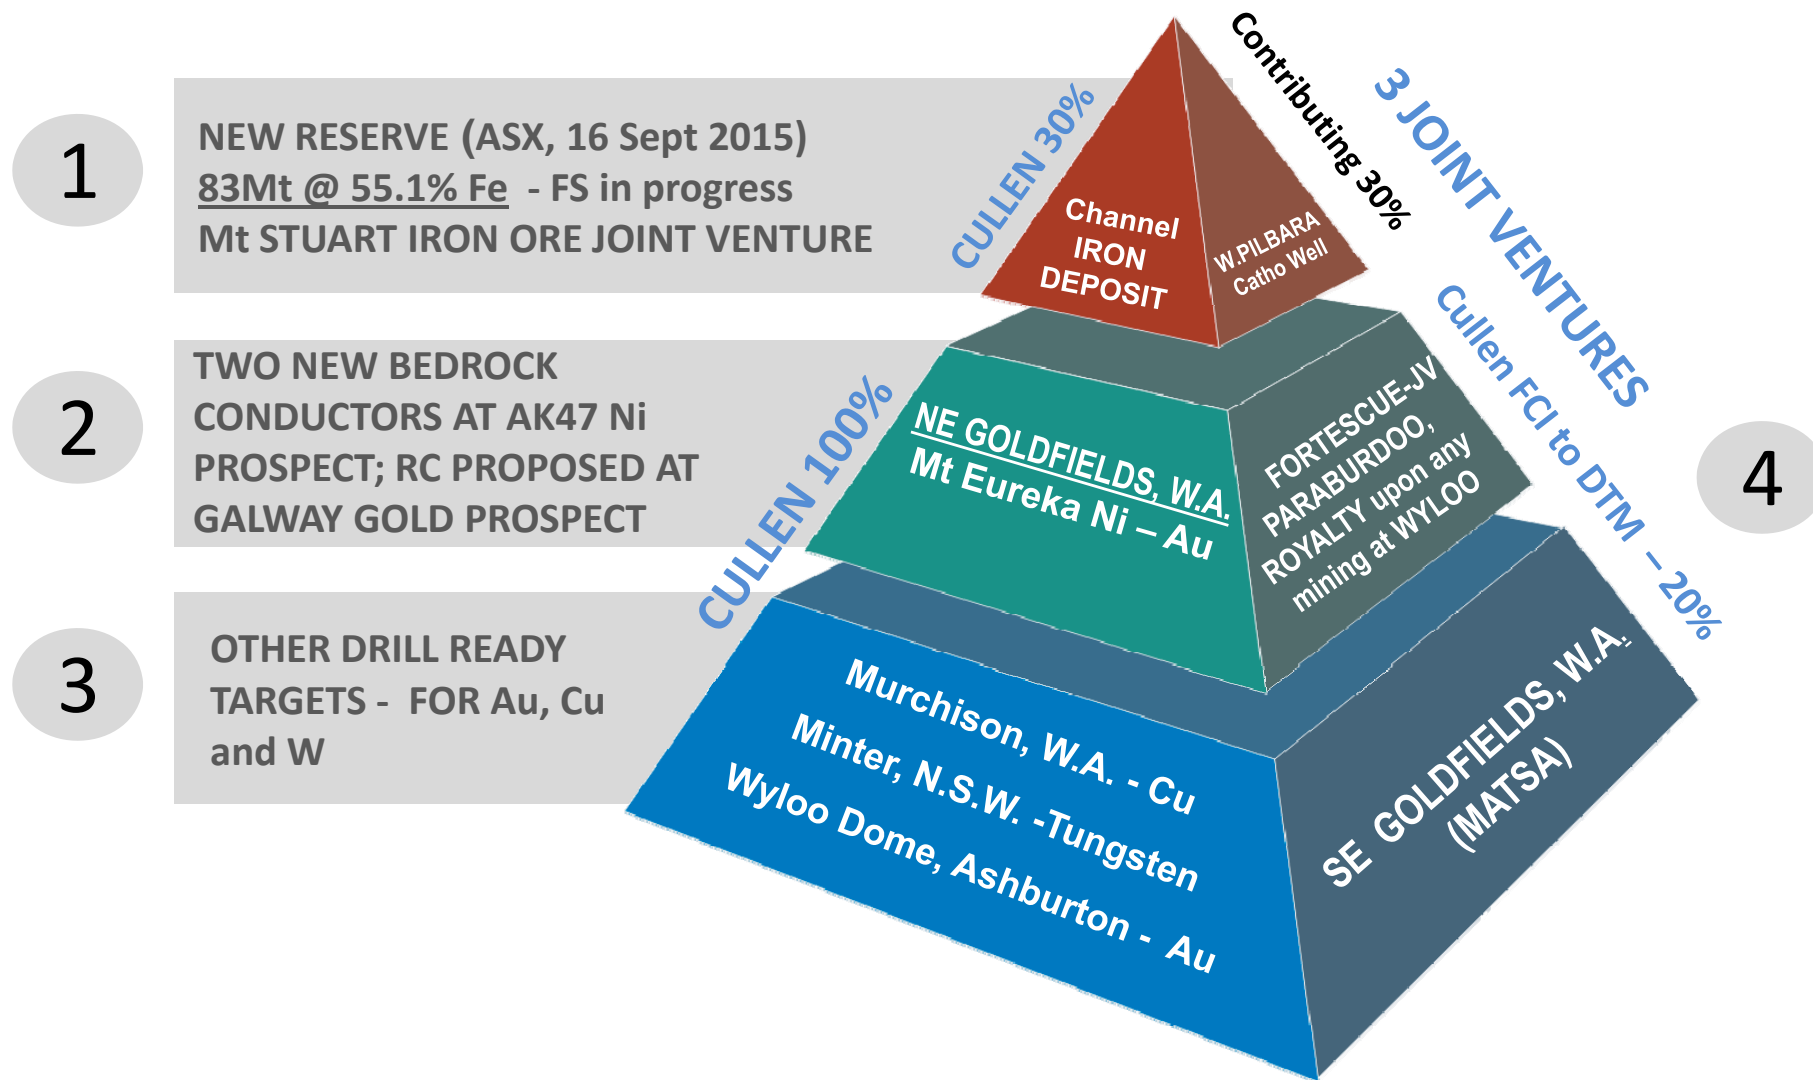 1
NEW RESERVE (ASX, 16 Sept 2015)
83Mt @ 55.1% Fe - FS in progress
Mt STUART IRON ORE JOINT VENTURE
2
TWO NEW BEDROCK
CONDUCTORS AT AK47 Ni
PROSPECT; RC PROPOSED AT
GALWAY GOLD PROSPECT
3
OTHER DRILL READY
TARGETS - FOR Au, Cu
and W
CULLEN 30%
Channel
IRON
DEPOSIT
W.PILBARA
Catho Well
Contributing 30%
3 JOINT VENTURES
CULLEN 100%
NE GOLDFIELDS, W.A.
Mt Eureka Ni – Au
FORTESCUE-JV
PARABURDOO,
ROYALTY upon any
mining at WYLOO
Cullen FCI to DTM – 20%
4
Murchison, W.A. - Cu
Minter, N.S.W. -Tungsten
Wyloo Dome, Ashburton - Au
SE GOLDFIELDS, W.A.
(MATSA)